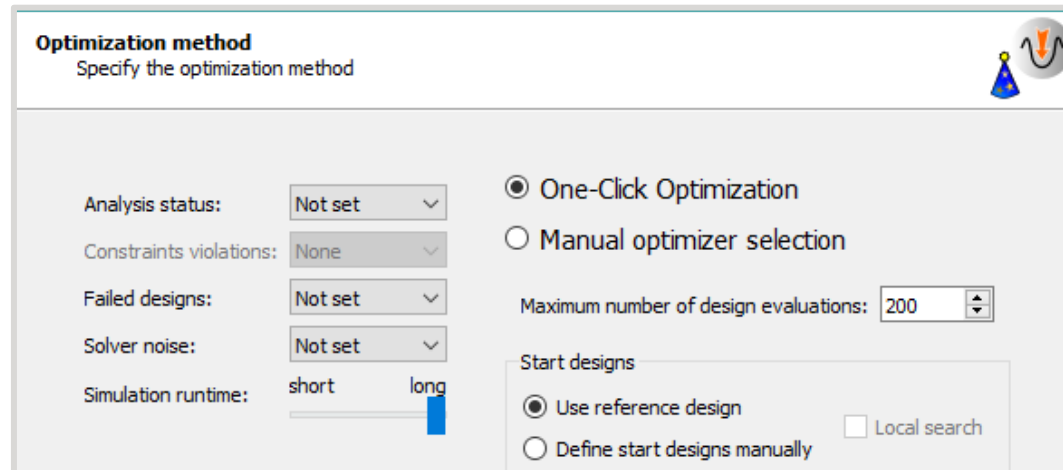 Optimization method
Specify the optimization method
Analysis status:
Not set
Constraints violations:
None
Failed designs:
Not set
Solver noise:
Not set
Simulation runtime:
short
long
One-Click Optimization
Manual optimizer selection
Maximum number of design evaluations:
200
Start designs
Use reference design
Define start designs manually
Local search